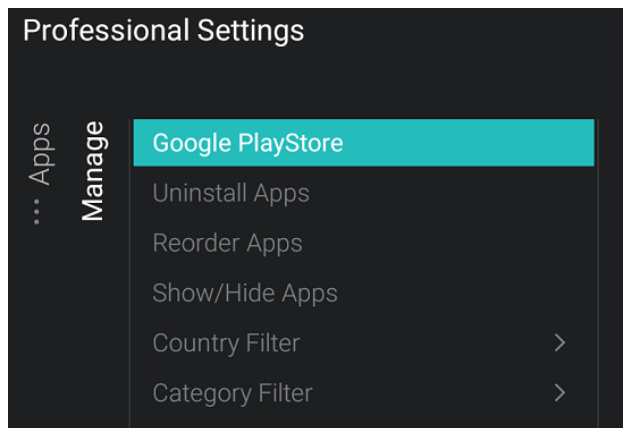 Professional Settings
... Apps
Manage
Google PlayStore
Uninstall Apps
Reorder Apps
Show/Hide Apps
Country Filter >
Category Filter >